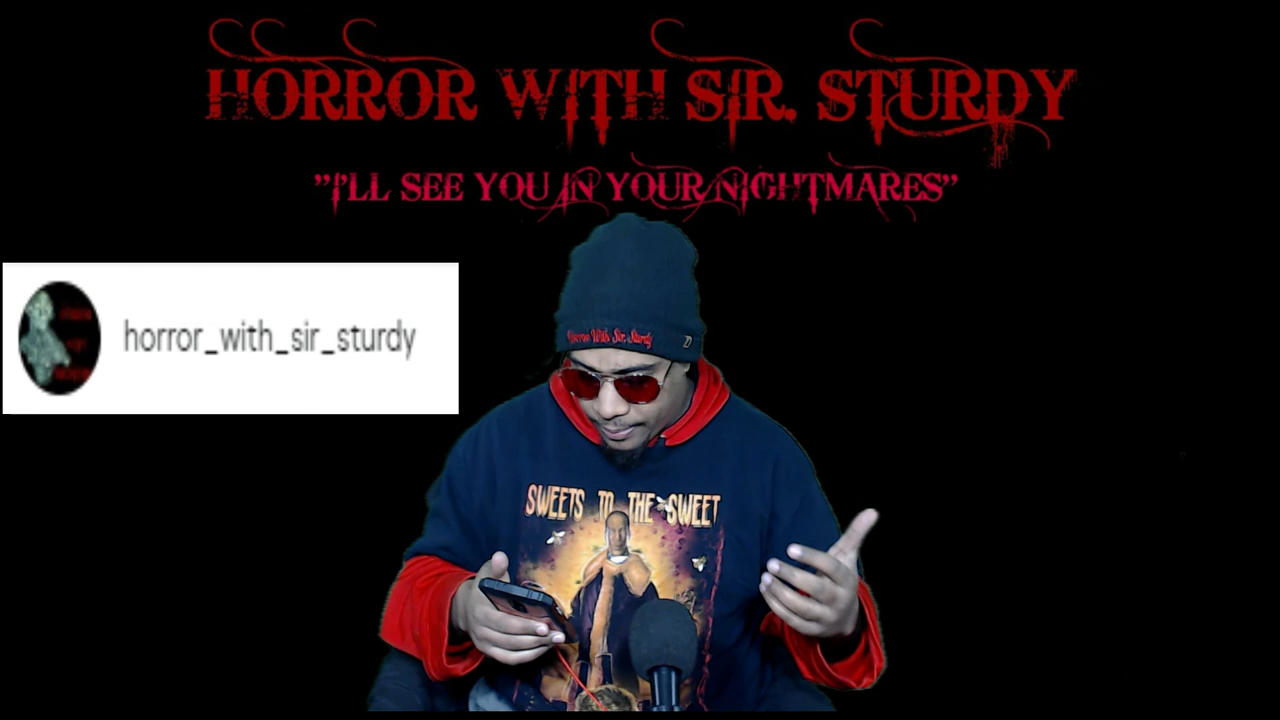 HORROR WITH SIR. STURDY
"I'LL SEE YOU IN YOUR NIGHTMARES"
horror_with_sir_sturdy
Horror With Sir. Sturdy
SWEETS TO THE SWEET